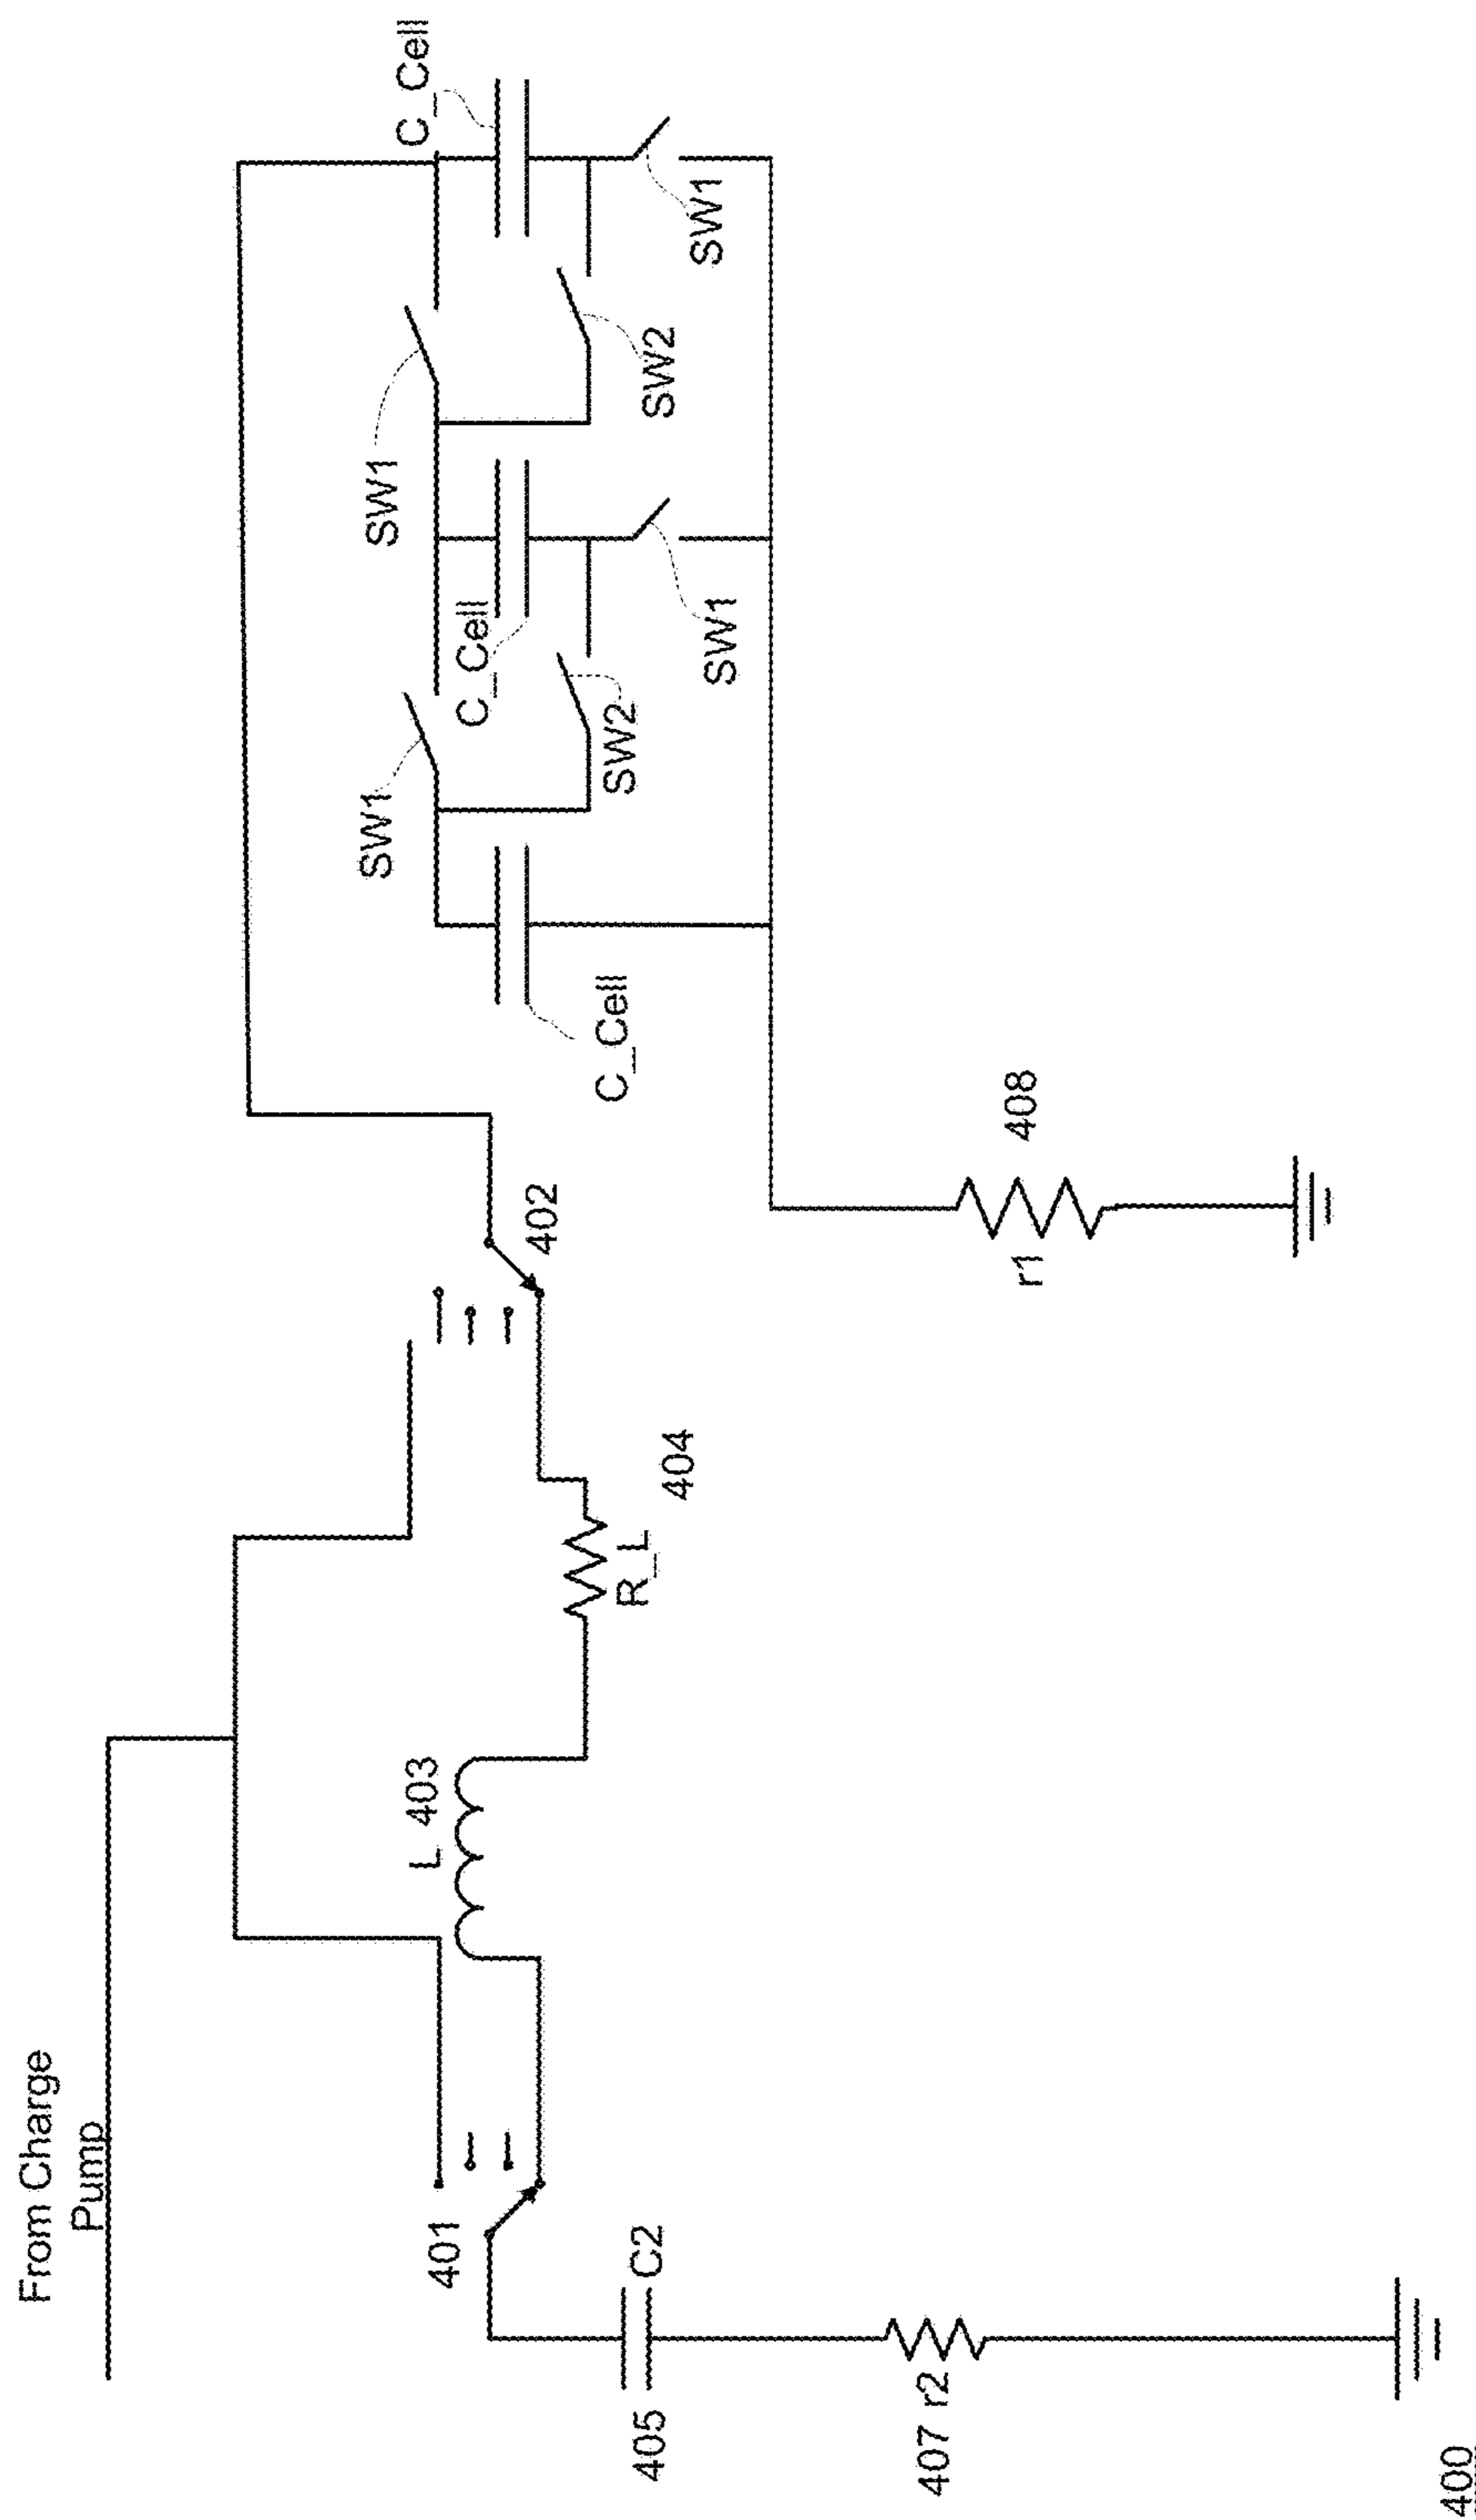 From Charge
Pump
401
405
C2
407 r2
L 403
R_L
404
402
r1
408
C_Cell
SW1
SW2
C_Cell
SW1
SW1
SW2
C_Cell
SW1
400